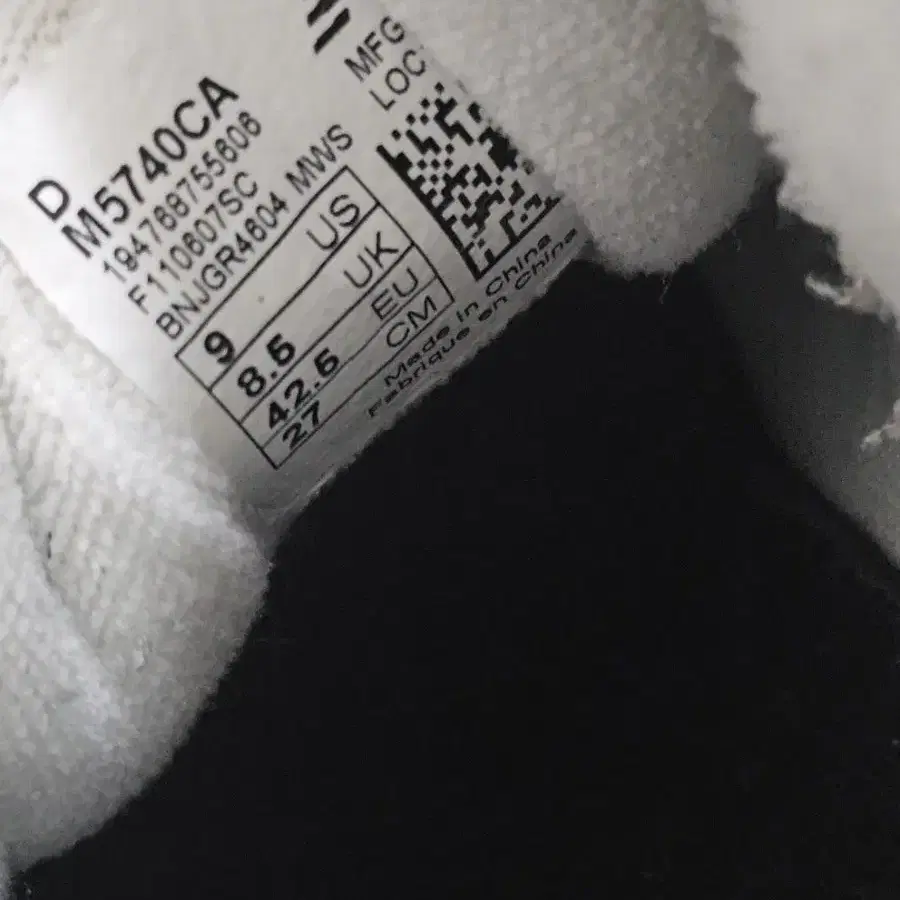 D
M5740CA
194768755606
F110607SC
BNJGR4604 MWS
9 US
8.5 UK
42.5 EU
27 CM
MFG
LOC
Made in China
Fabriqué en Chine